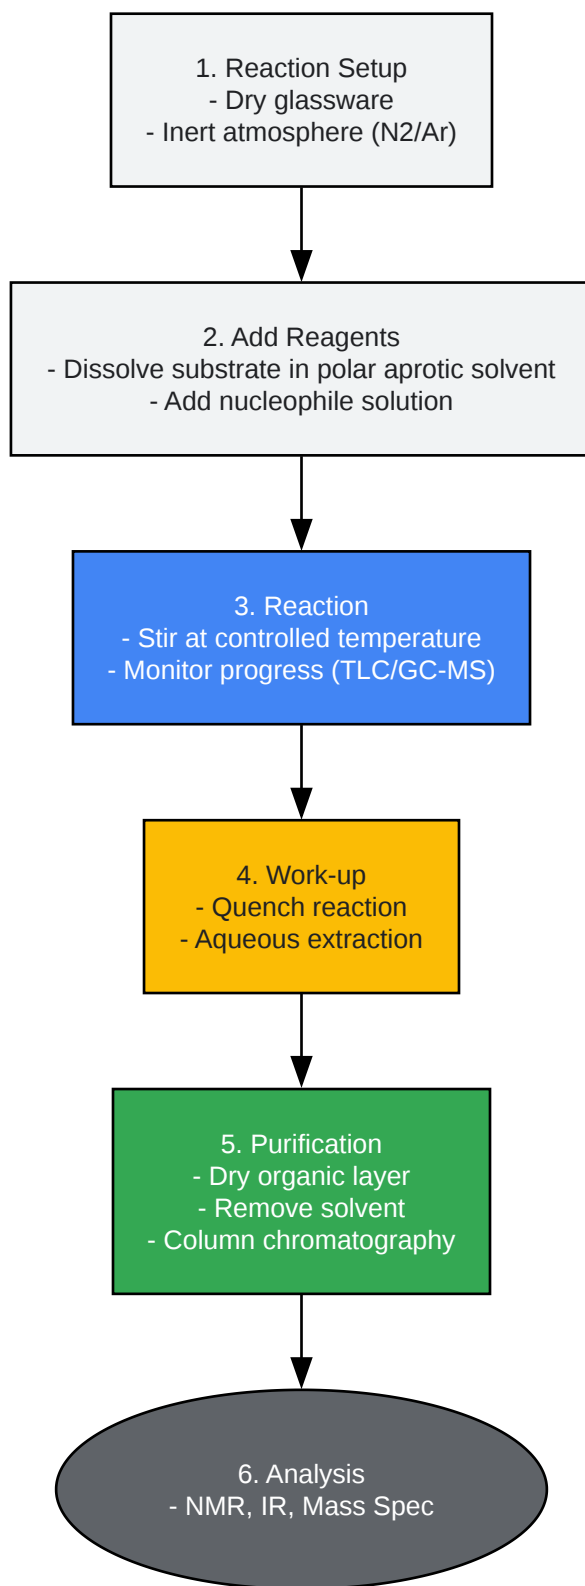 1. Reaction Setup
- Dry glassware
- Inert atmosphere (N2/Ar)
2. Add Reagents
- Dissolve substrate in polar aprotic solvent
- Add nucleophile solution
3. Reaction
- Stir at controlled temperature
- Monitor progress (TLC/GC-MS)
4. Work-up
- Quench reaction
- Aqueous extraction
5. Purification
- Dry organic layer
- Remove solvent
- Column chromatography
6. Analysis
- NMR, IR, Mass Spec